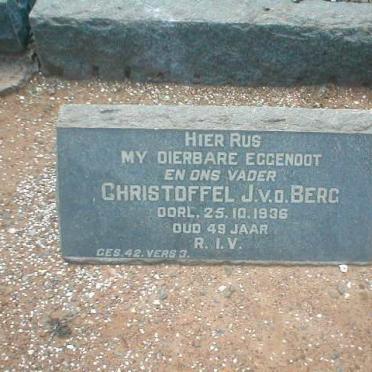 HIER RUS
MY DIERBARE EGGENOOT
EN ONS VADER
CHRISTOFFEL J.V.D. BERG
OORL. 25.10.1936
OUD 49 JAAR
R.I.V.
GES. 42. VERS 3.